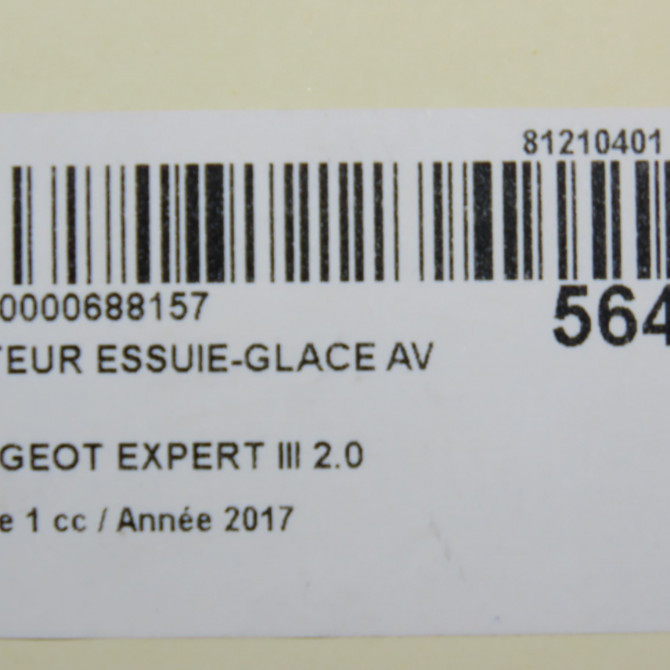 81210401
0000688157
564
TEUR ESSUIE-GLACE AV
GEOT EXPERT III 2.0
e 1 cc / Année 2017